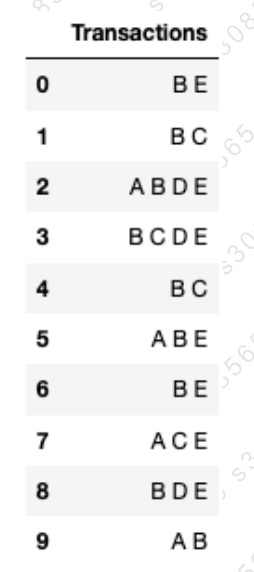 Transactions
0 B E
1 B C
2 A B D E
3 B C D E
4 B C
5 A B E
6 B E
7 A C E
8 B D E
9 A B